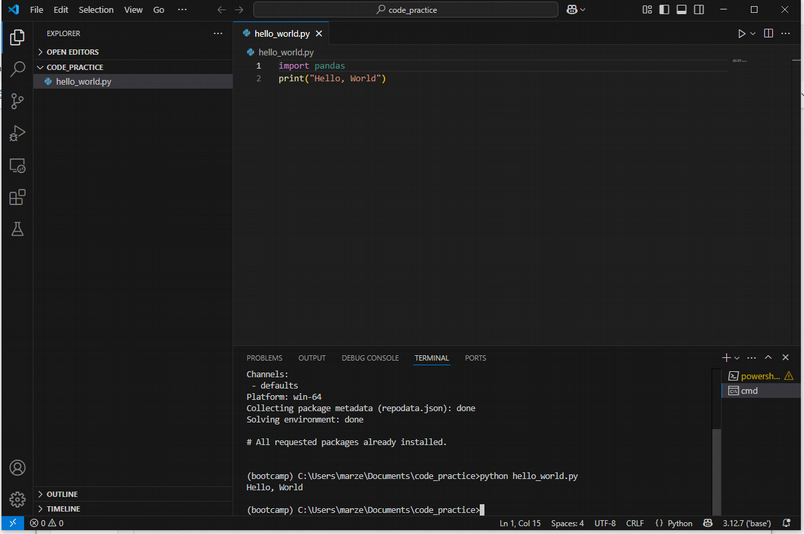 File Edit Selection View Go ··· code_practice
EXPLORER ···
OPEN EDITORS
CODE_PRACTICE
hello_world.py
OUTLINE
TIMELINE
hello_world.py
hello_world.py
1 import pandas
2 print("Hello, World")
PROBLEMS OUTPUT DEBUG CONSOLE TERMINAL PORTS
Channels:
- defaults
Platform: win-64
Collecting package metadata (repodata.json): done
Solving environment: done
# All requested packages already installed.
(bootcamp) C:\Users\marze\Documents\code_practice>python hello_world.py
Hello, World
(bootcamp) C:\Users\marze\Documents\code_practice>
powersh...
cmd
0 0 Ln 1, Col 15 Spaces: 4 UTF-8 CRLF Python 3.12.7 ('base')